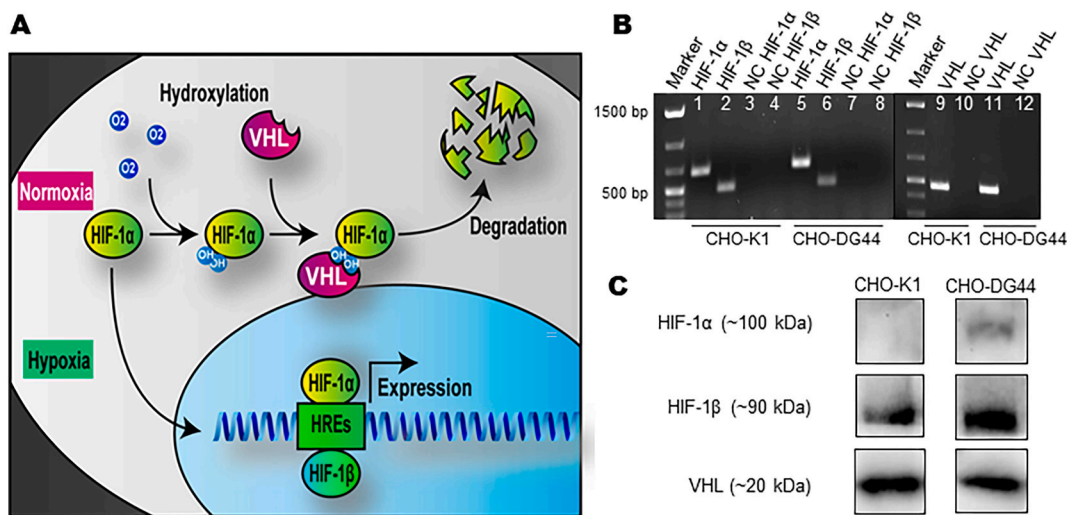 A
Hydroxylation
O2
O2
O2
VHL
Normoxia
Degradation
HIF-1α
HIF-1α
HIF-1α
OH
OH
OH
OH
VHL
Hypoxia
HIF-1α
Expression
HREs
HIF-1β
B
Marker HIF-1α HIF-1β NC HIF-1α NC HIF-1β HIF-1α HIF-1β NC HIF-1α NC HIF-1β Marker VHL NC VHL VHL NC VHL
1 2 3 4 5 6 7 8 9 10 11 12
1500 bp
500 bp
CHO-K1 CHO-DG44 CHO-K1 CHO-DG44
C
CHO-K1 CHO-DG44
HIF-1α (~100 kDa)
HIF-1β (~90 kDa)
VHL (~20 kDa)